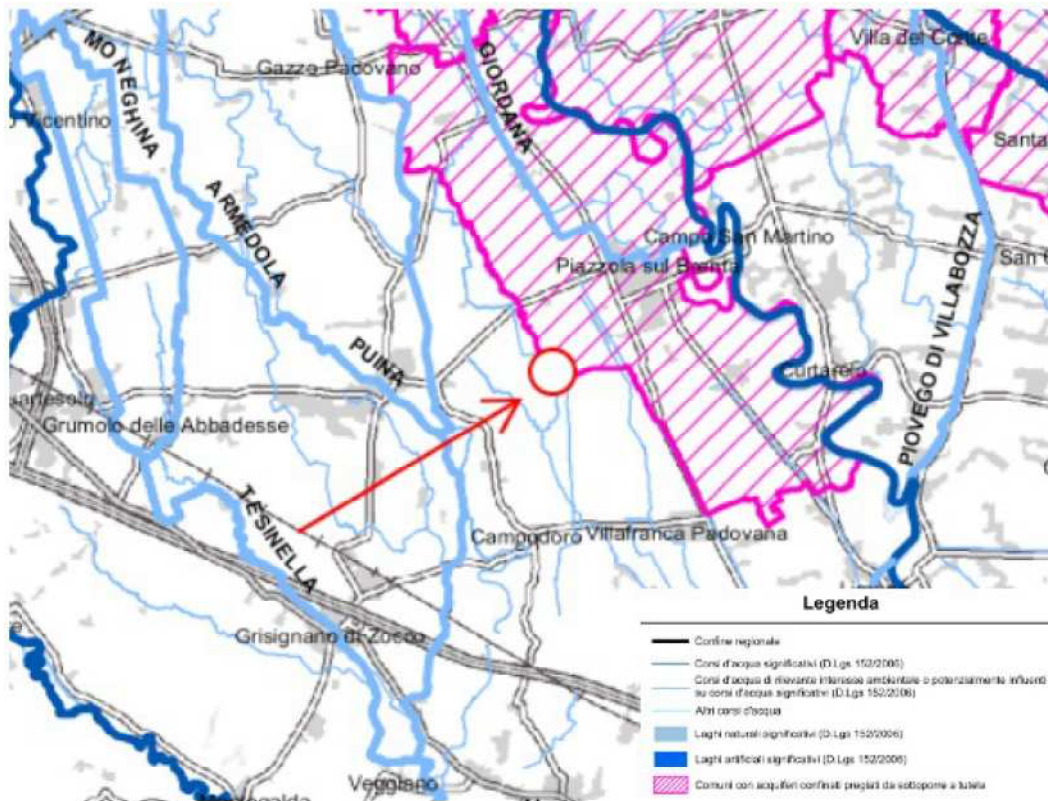 Villa del Conte
MONEGHINA
Gazzo Padovano
GIORDANA
o Vicentino
Santa
ARMEDOLA
Campo San Martino
San
Piazzola sul Brenta
PIOVEGO DI VILLABOZZA
PUINA
Curtarolo
uartesolo
Grumolo delle Abbadesse
TESINELLA
Campodoro
Villafranca Padovana
Grisignano di Zocco
Veggiano
Legenda
Confine regionale
Corsi d'acqua significativi (D.Lgs 152/2006)
Corsi d'acqua di rilevante interesse ambientale o potenzialmente influenti
su corsi d'acqua significativi (D.Lgs 152/2006)
Altri corsi d'acqua
Laghi naturali significativi (D.Lgs 152/2006)
Laghi artificiali significativi (D.Lgs 152/2006)
Comuni con acquiferi confinati pregiati da sottoporre a tutela